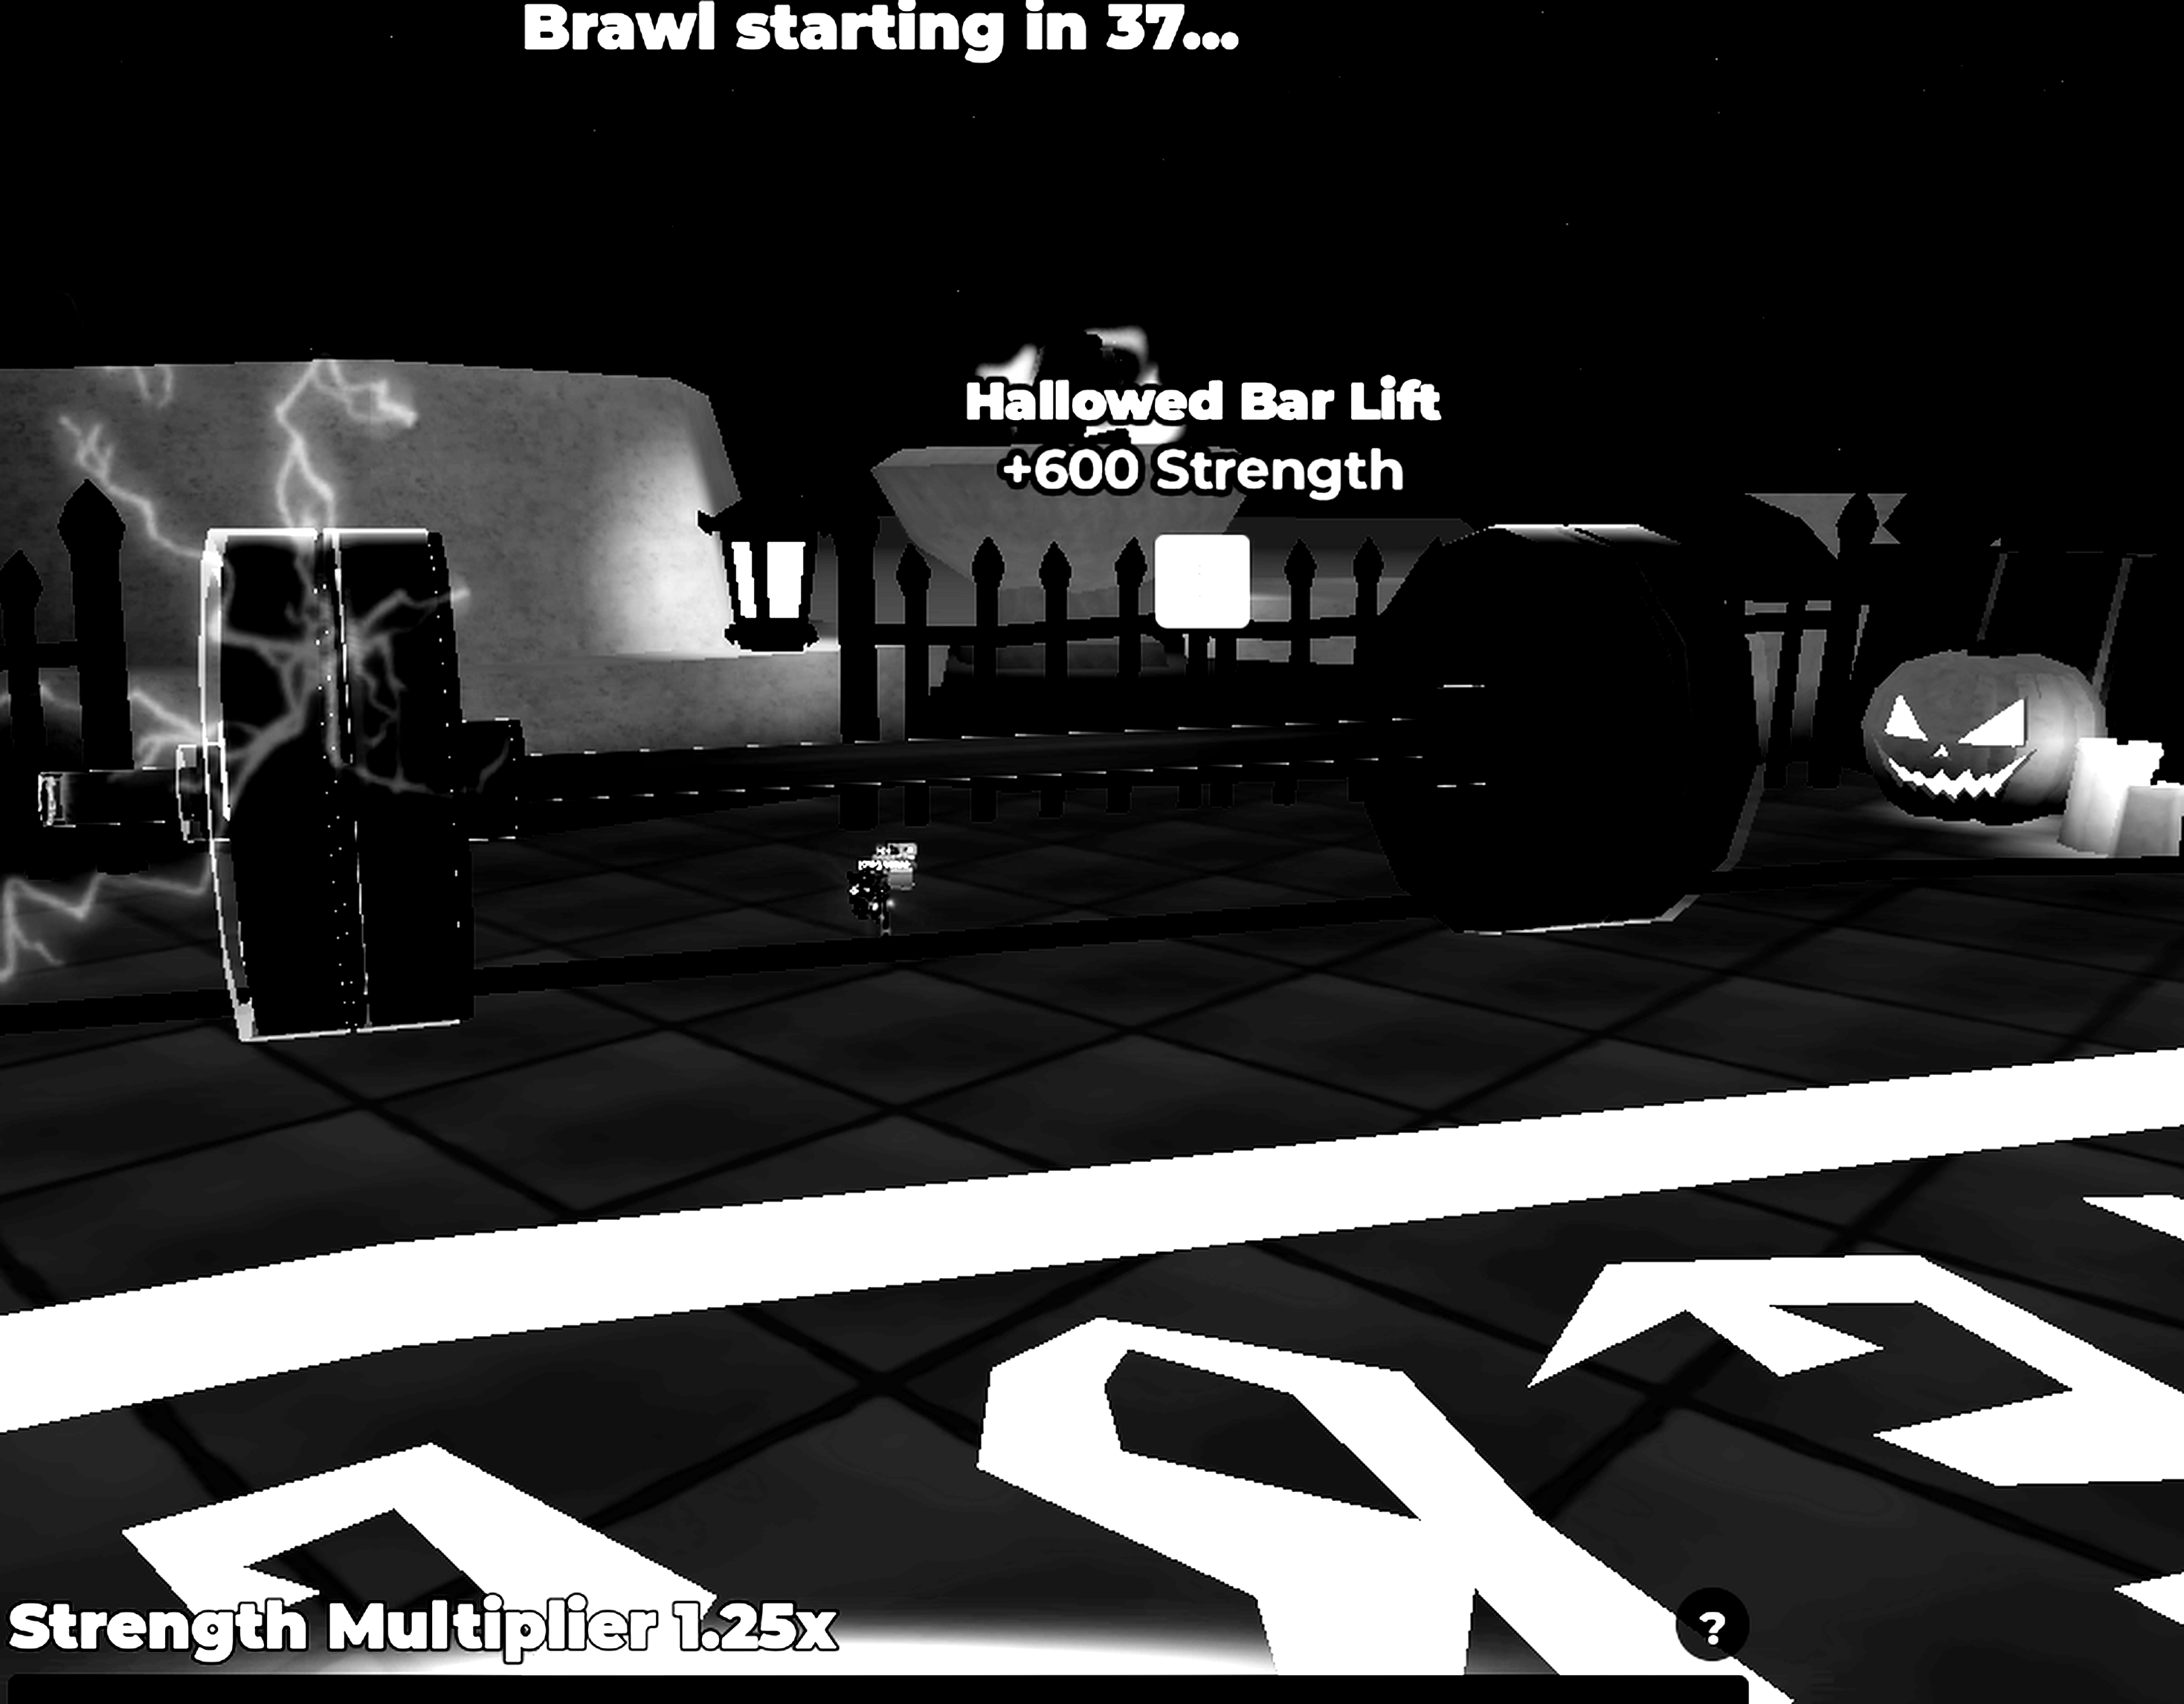 Brawl starting in 37...
Hallowed Bar Lift
+600 Strength
Strength Multiplier 1.25x
?